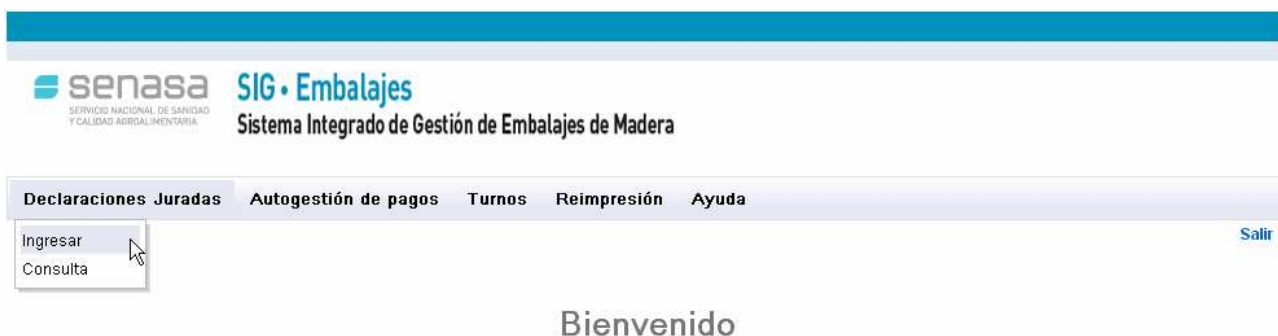 senasa
SERVICIO NACIONAL DE SANIDAD
Y CALIDAD AGROALIMENTARIA
SIG • Embalajes
Sistema Integrado de Gestión de Embalajes de Madera
Declaraciones Juradas Autogestión de pagos Turnos Reimpresión Ayuda
Ingresar
Salir
Consulta
Bienvenido